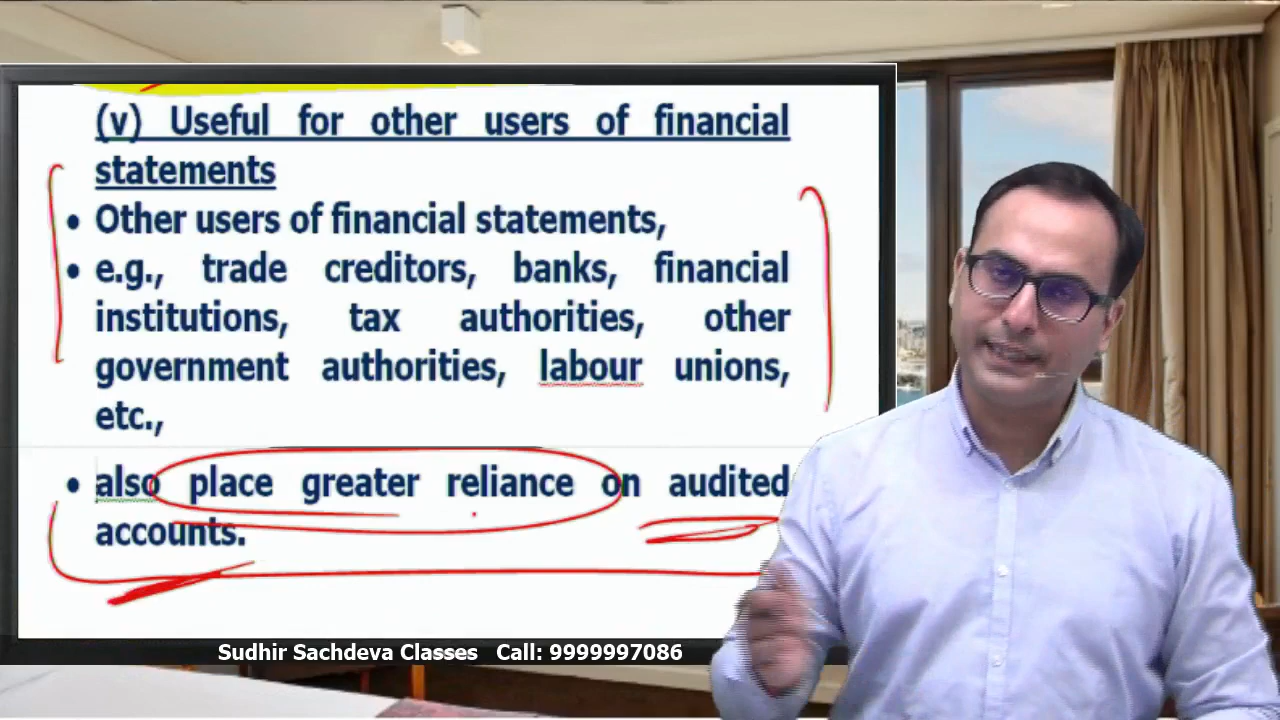 (v) Useful for other users of financial
statements
• Other users of financial statements,
• e.g., trade creditors, banks, financial
institutions, tax authorities, other
government authorities, labour unions,
etc.,
• also place greater reliance on audited
accounts.
Sudhir Sachdeva Classes Call: 9999997086